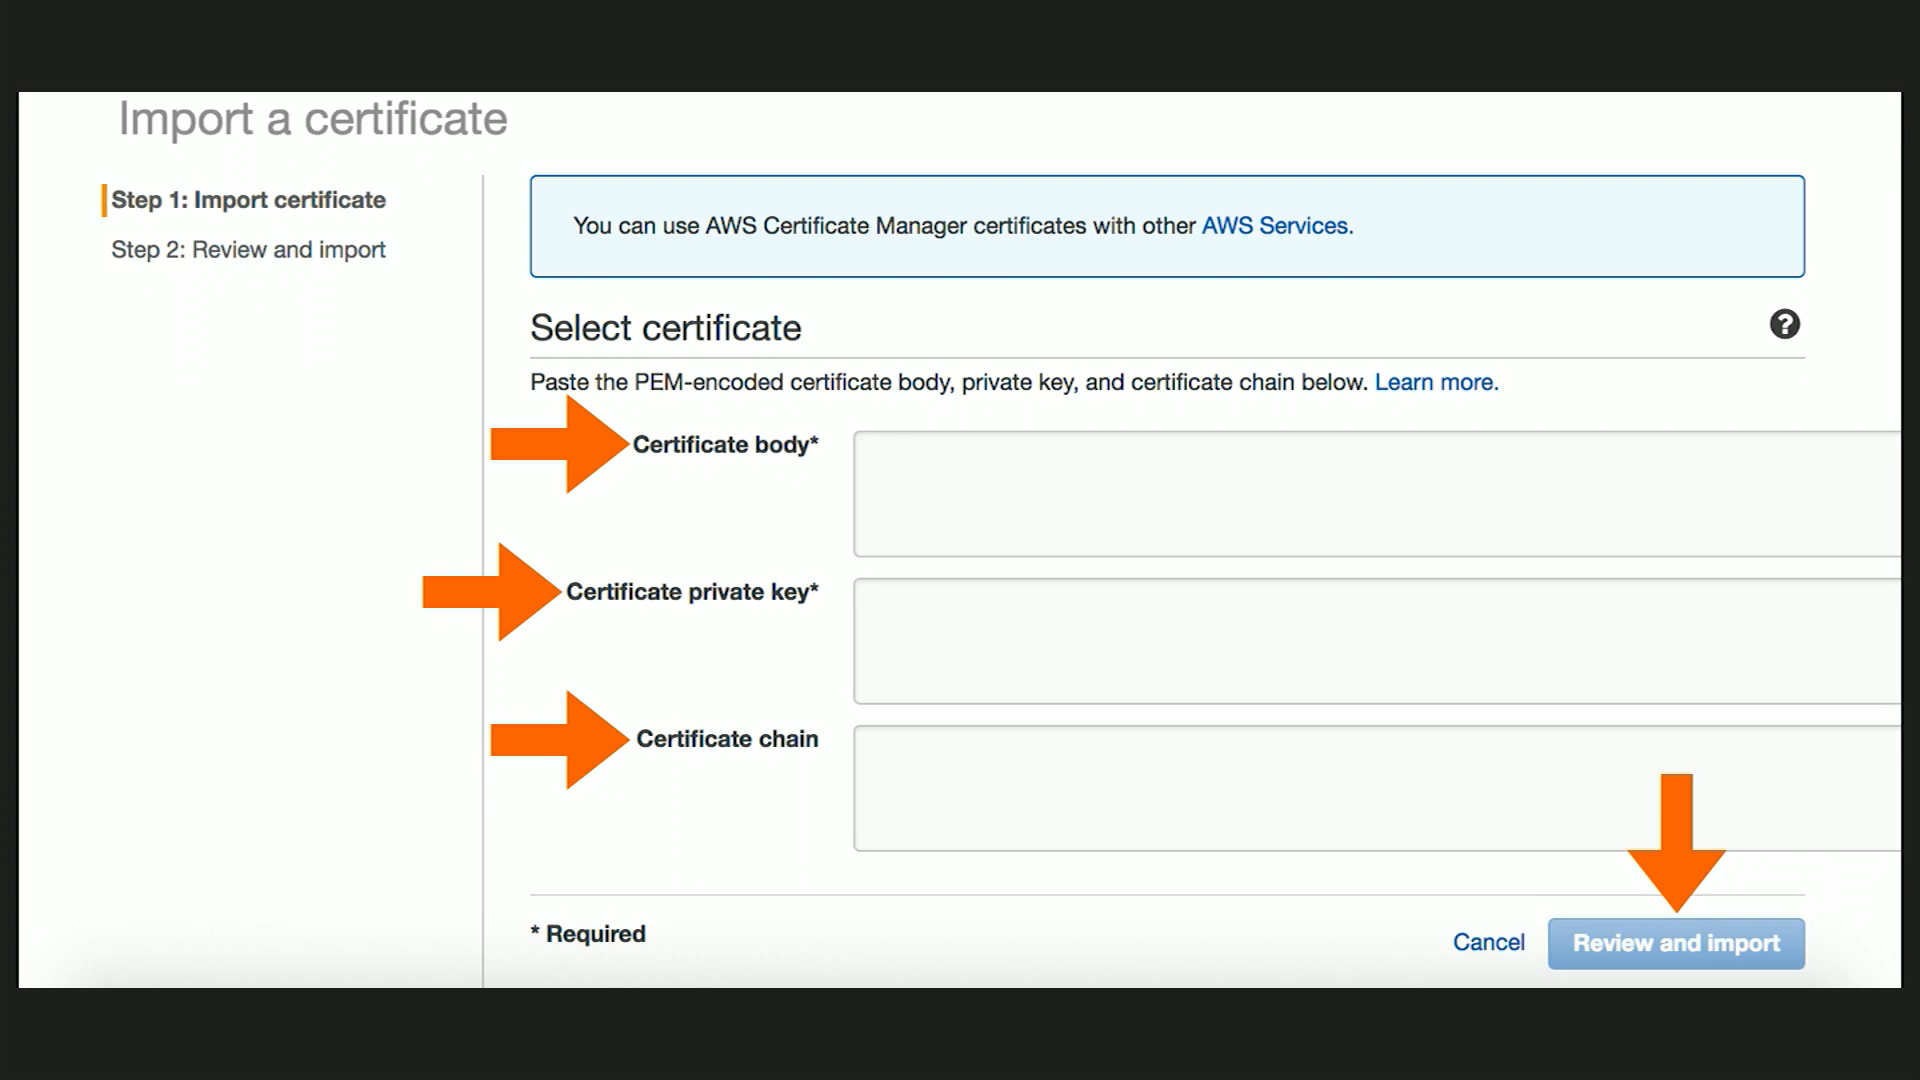 Import a certificate
Step 1: Import certificate
Step 2: Review and import
You can use AWS Certificate Manager certificates with other AWS Services.
Select certificate
Paste the PEM-encoded certificate body, private key, and certificate chain below. Learn more.
Certificate body*
Certificate private key*
Certificate chain
* Required
Cancel
Review and import